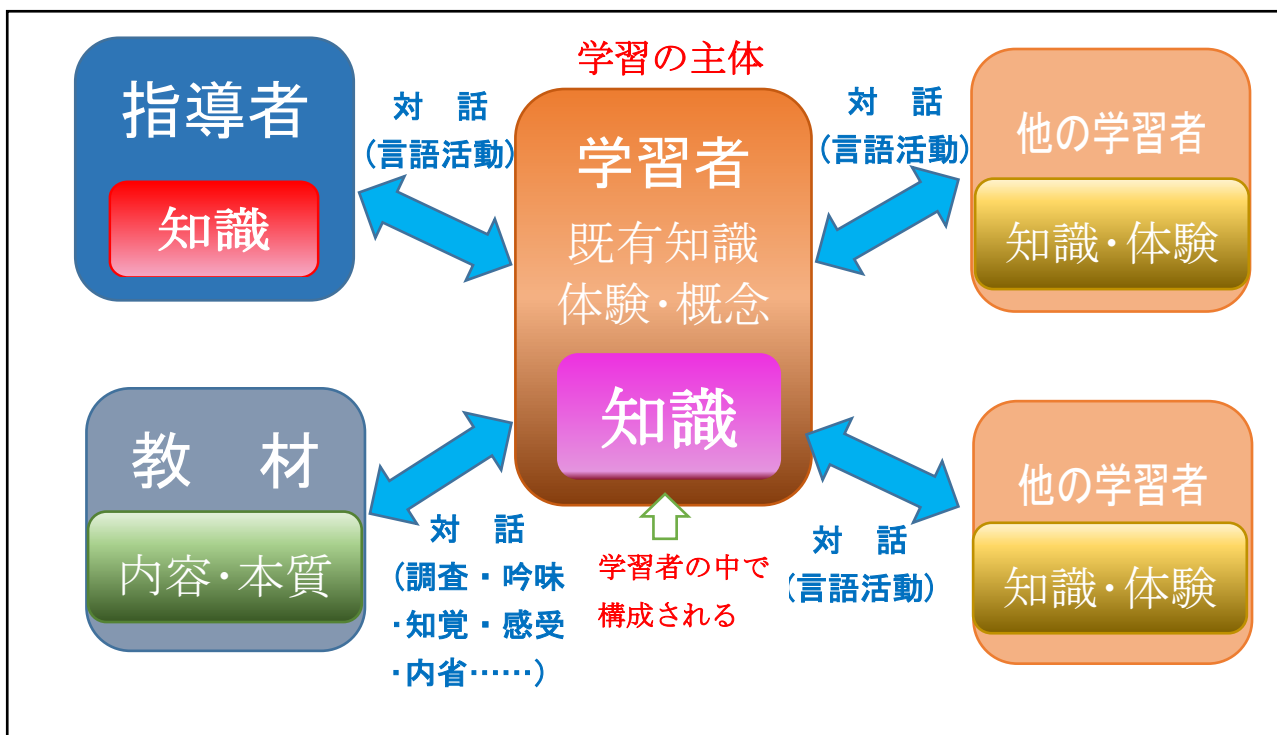 学習の主体
指導者
知識
対 話
(言語活動)
学習者
既有知識
体験・概念
知識
対 話
(言語活動)
他の学習者
知識・体験
教 材
内容・本質
対 話
(調査・吟味
・知覚・感受
・内省……)
学習者の中で
構成される
対 話
(言語活動)
他の学習者
知識・体験